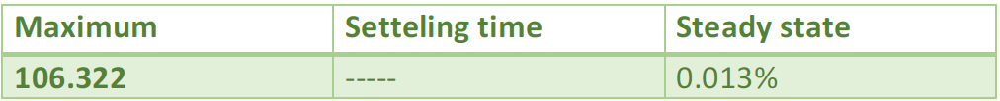 Maximum Setteling time Steady state
106.322 ----- 0.013%